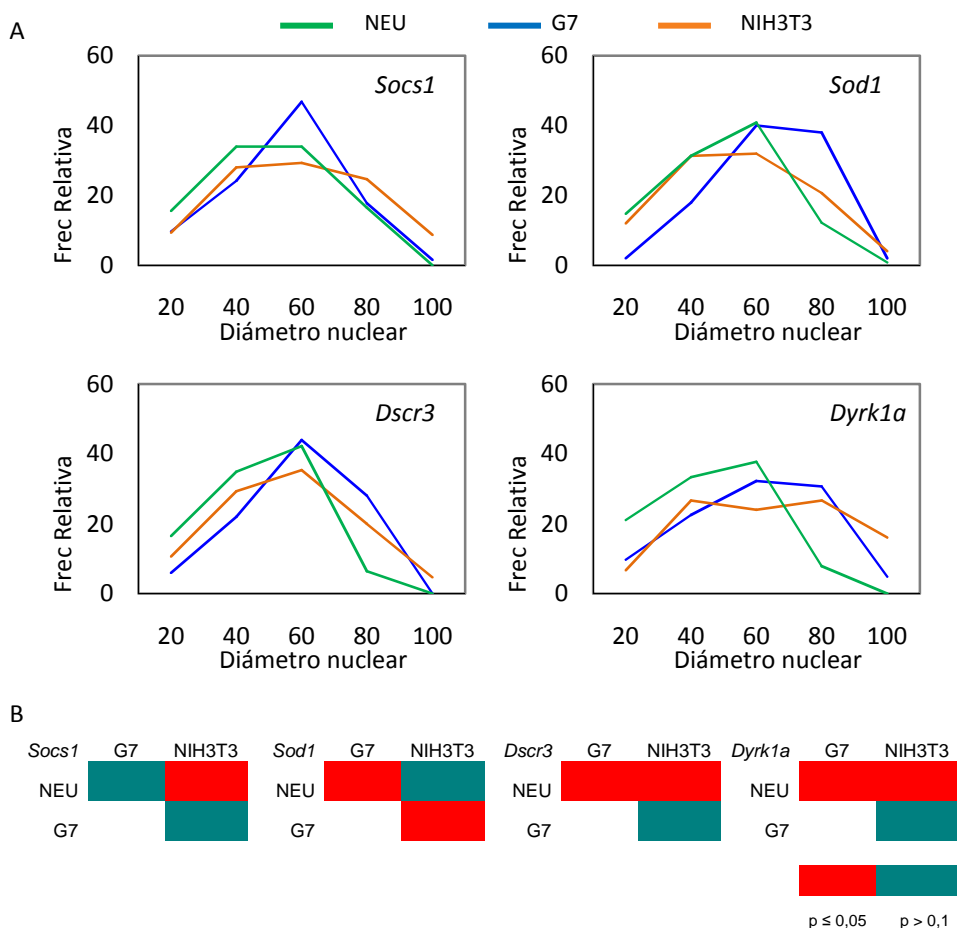 A
NEU G7 NIH3T3
60
40
20
0
Frec Relativa
Socs1
20 40 60 80 100
Diámetro nuclear
60
40
20
0
Frec Relativa
Sod1
20 40 60 80 100
Diámetro nuclear
60
40
20
0
Frec Relativa
Dscr3
20 40 60 80 100
Diámetro nuclear
60
40
20
0
Frec Relativa
Dyrk1a
20 40 60 80 100
Diámetro nuclear
B
Socs1 G7 NIH3T3
NEU
G7
Sod1 G7 NIH3T3
NEU
G7
Dscr3 G7 NIH3T3
NEU
G7
Dyrk1a G7 NIH3T3
NEU
G7
p ≤ 0,05 p > 0,1